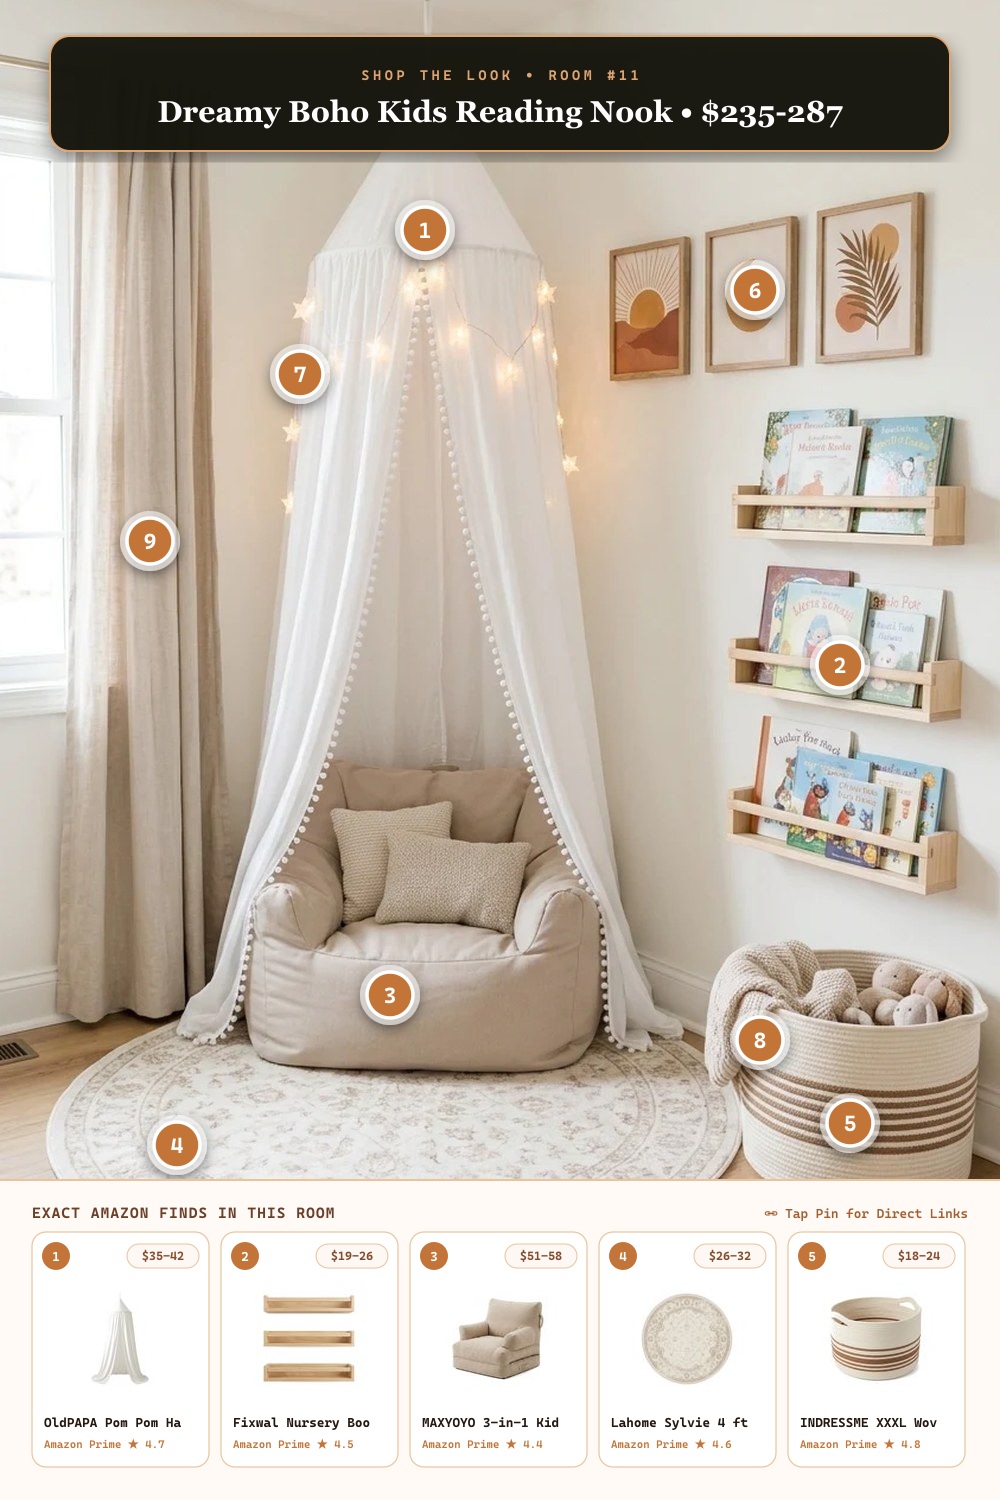 SHOP THE LOOK • ROOM #11
Dreamy Boho Kids Reading Nook • $235-287
1
6
7
9
2
3
8
5
4
EXACT AMAZON FINDS IN THIS ROOM
Tap Pin for Direct Links
1
$35–42
OldPAPA Pom Pom Ha
Amazon Prime ★ 4.7
2
$19–26
Fixwal Nursery Boo
Amazon Prime ★ 4.5
3
$51–58
MAXYOYO 3-in-1 Kid
Amazon Prime ★ 4.4
4
$26–32
Lahome Sylvie 4 ft
Amazon Prime ★ 4.6
5
$18–24
INDRESSME XXXL Wov
Amazon Prime ★ 4.8